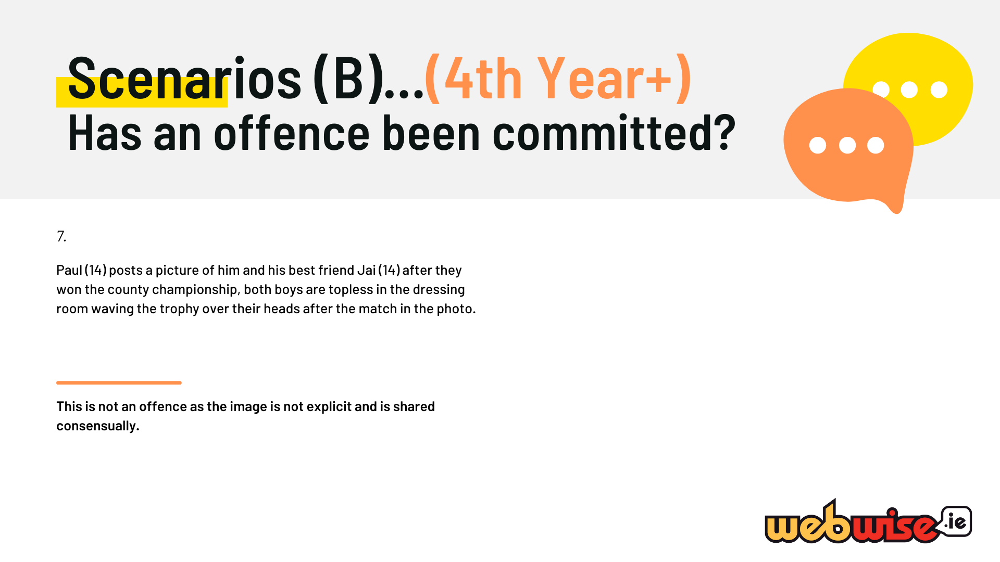 Scenarios (B)...(4th Year+)
Has an offence been committed?
7.
Paul (14) posts a picture of him and his best friend Jai (14) after they
won the county championship, both boys are topless in the dressing
room waving the trophy over their heads after the match in the photo.
This is not an offence as the image is not explicit and is shared
consensually.
webwise.ie